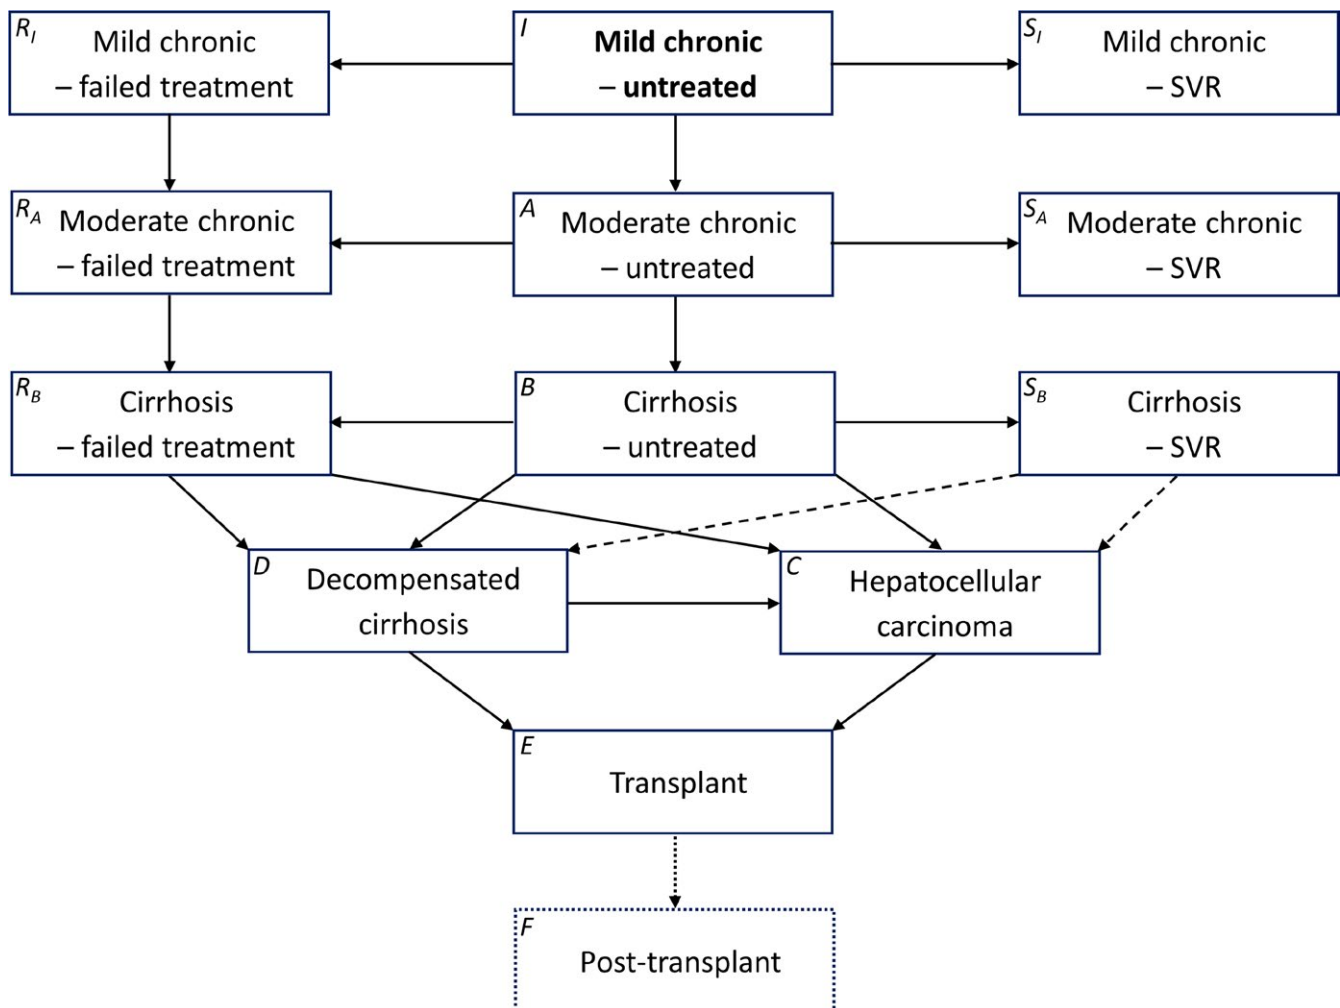 R_I
Mild chronic
– failed treatment
I
Mild chronic
– untreated
S_I
Mild chronic
– SVR
R_A
Moderate chronic
– failed treatment
A
Moderate chronic
– untreated
S_A
Moderate chronic
– SVR
R_B
Cirrhosis
– failed treatment
B
Cirrhosis
– untreated
S_B
Cirrhosis
– SVR
D
Decompensated
cirrhosis
C
Hepatocellular
carcinoma
E
Transplant
F
Post-transplant